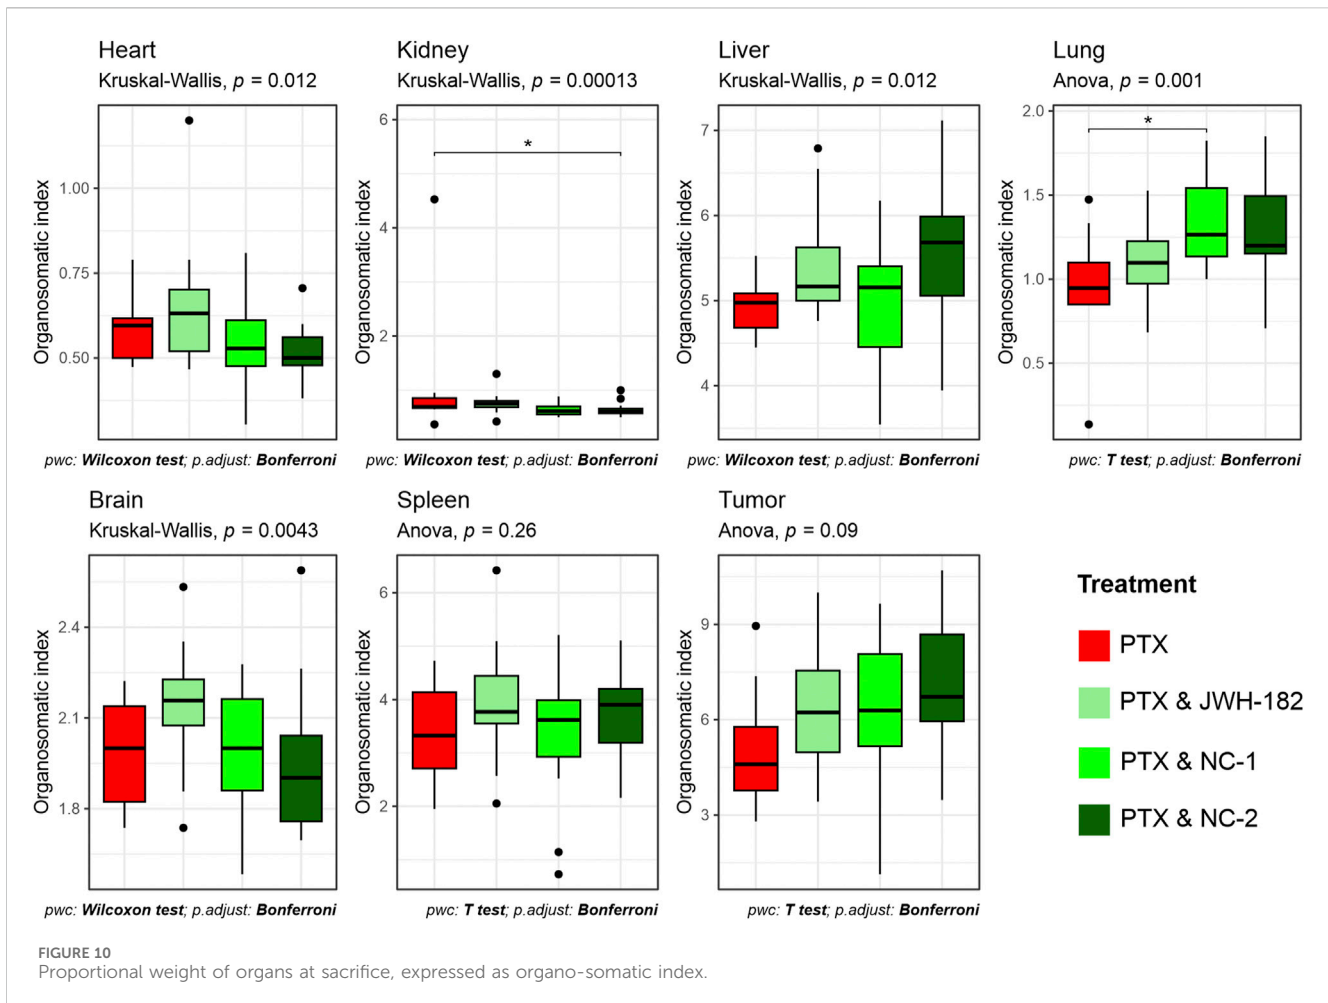 Heart
Kruskal-Wallis, p = 0.012
Organosomatic index
1.00
0.75
0.50
pwc: Wilcoxon test; p.adjust: Bonferroni
Kidney
Kruskal-Wallis, p = 0.00013
Organosomatic index
6
4
2
*
pwc: Wilcoxon test; p.adjust: Bonferroni
Liver
Kruskal-Wallis, p = 0.012
Organosomatic index
7
6
5
4
pwc: Wilcoxon test; p.adjust: Bonferroni
Lung
Anova, p = 0.001
Organosomatic index
2.0
1.5
1.0
0.5
*
pwc: T test; p.adjust: Bonferroni
Brain
Kruskal-Wallis, p = 0.0043
Organosomatic index
2.4
2.1
1.8
pwc: Wilcoxon test; p.adjust: Bonferroni
Spleen
Anova, p = 0.26
Organosomatic index
6
4
2
pwc: T test; p.adjust: Bonferroni
Tumor
Anova, p = 0.09
Organosomatic index
9
6
3
pwc: T test; p.adjust: Bonferroni
Treatment
PTX
PTX & JWH-182
PTX & NC-1
PTX & NC-2
FIGURE 10
Proportional weight of organs at sacrifice, expressed as organo-somatic index.